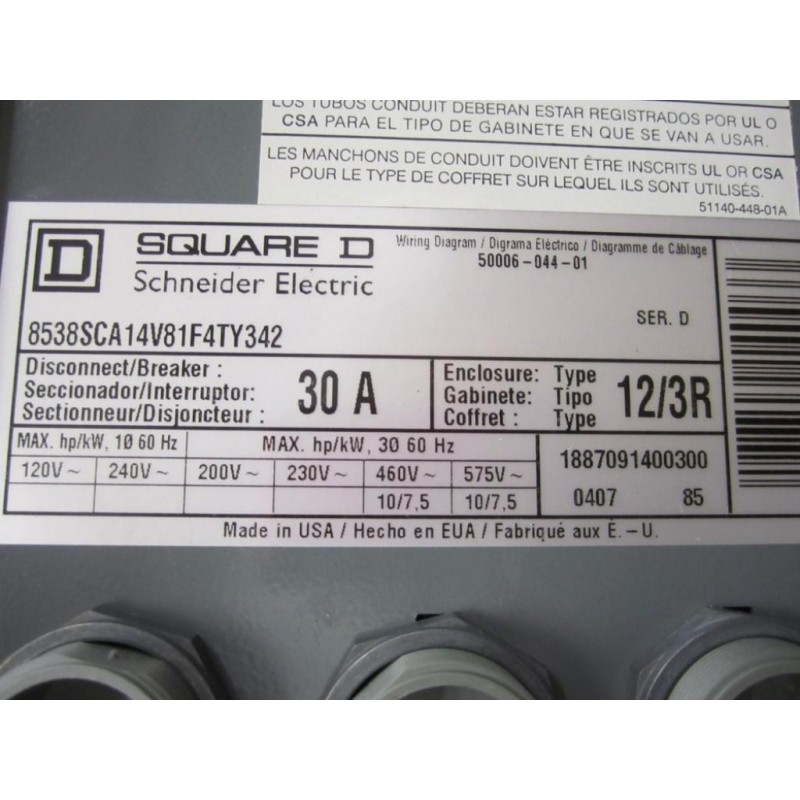 LOS TUBOS CONDUIT DEBERAN ESTAR REGISTRADOS POR UL O
CSA PARA EL TIPO DE GABINETE EN QUE SE VAN A USAR.
LES MANCHONS DE CONDUIT DOIVENT ÊTRE INSCRITS UL OR CSA
POUR LE TYPE DE COFFRET SUR LEQUEL ILS SONT UTILISÉS.
51140-448-01A
D SQUARE D
Schneider Electric
Wiring Diagram / Digrama Eléctrico / Diagramme de Câblage
50006-044-01
SER. D
8538SCA14V81F4TY342
Disconnect/Breaker :
Seccionador/Interruptor:
Sectionneur/Disjoncteur :
30 A
Enclosure: Type
Gabinete: Tipo
Coffret : Type
12/3R
MAX. hp/kW, 1Ø 60 Hz
MAX. hp/kW, 3Ø 60 Hz
120V ~ 240V ~ 200V ~ 230V ~ 460V ~ 575V ~
10/7,5 10/7,5
1887091400300
0407 85
Made in USA / Hecho en EUA / Fabriqué aux É.-U.